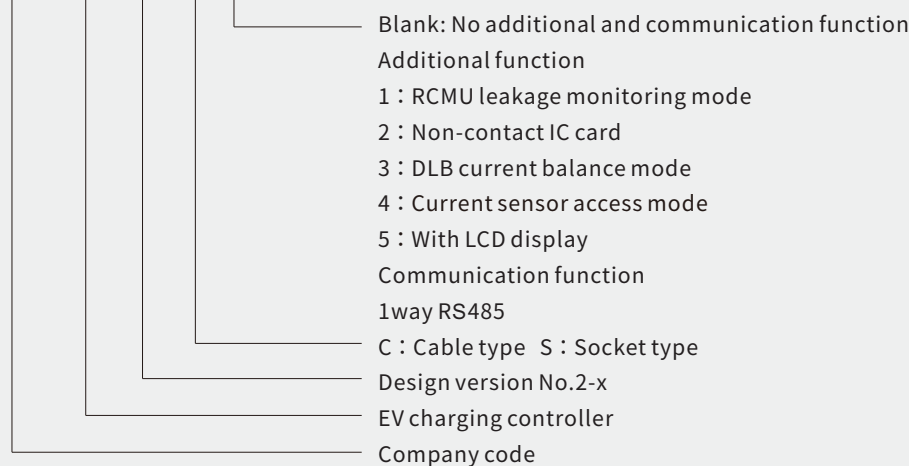 Blank: No additional and communication function
Additional function
1：RCMU leakage monitoring mode
2：Non-contact IC card
3：DLB current balance mode
4：Current sensor access mode
5：With LCD display
Communication function
1way RS485
C：Cable type  S：Socket type
Design version No.2-x
EV charging controller
Company code